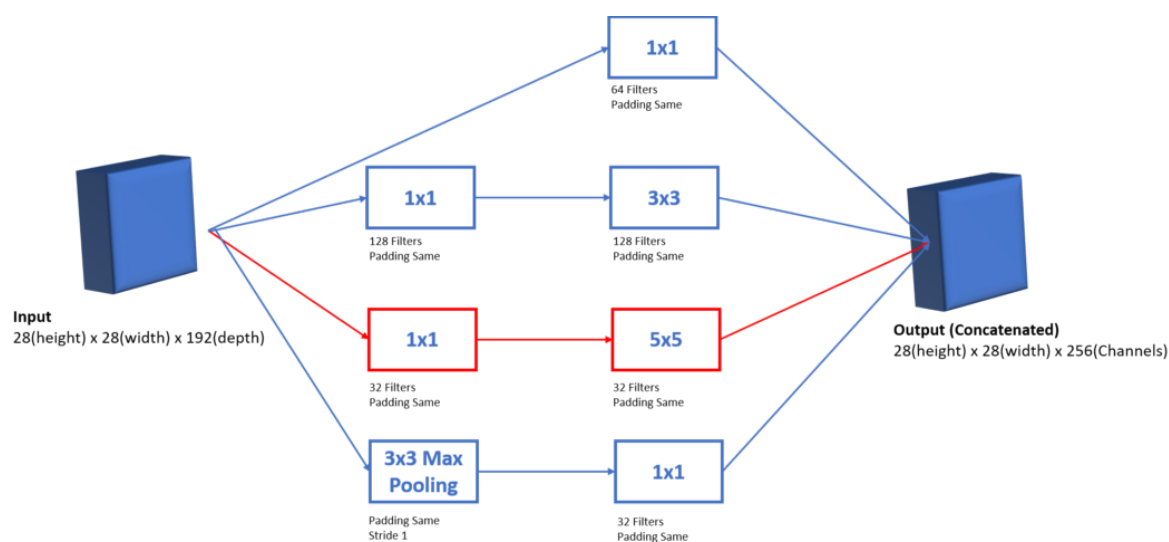 1x1
64 Filters
Padding Same
1x1
128 Filters
Padding Same
3x3
128 Filters
Padding Same
Input
28(height) x 28(width) x 192(depth)
1x1
32 Filters
Padding Same
5x5
32 Filters
Padding Same
Output (Concatenated)
28(height) x 28(width) x 256(Channels)
3x3 Max
Pooling
Padding Same
Stride 1
1x1
32 Filters
Padding Same